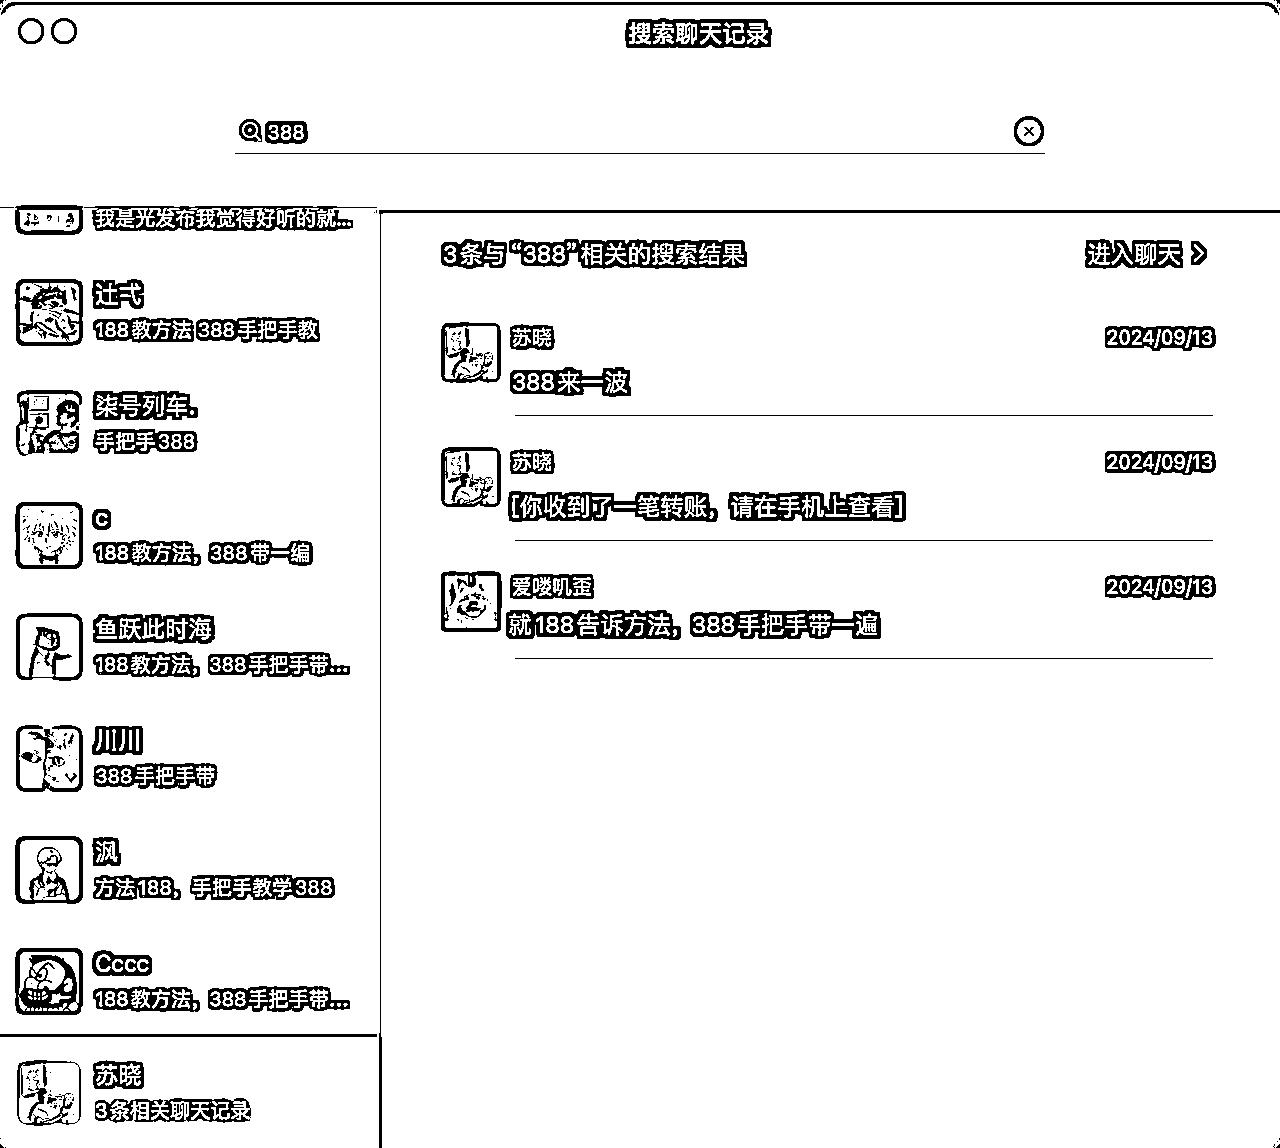 搜索聊天记录
388
我是光发布我觉得好听的就...
辻弌
188教方法 388手把手教
柒号列车.
手把手388
c
188教方法，388带一编
鱼跃此时海
188教方法，388手把手带...
川川
388手把手带
沨
方法188，手把手教学388
Cccc
188教方法，388手把手带...
苏晓
3条相关聊天记录
3条与“388”相关的搜索结果
进入聊天
苏晓
2024/09/13
388来一波
苏晓
2024/09/13
[你收到了一笔转账，请在手机上查看]
爱喽叽歪
2024/09/13
就188告诉方法，388手把手带一遍